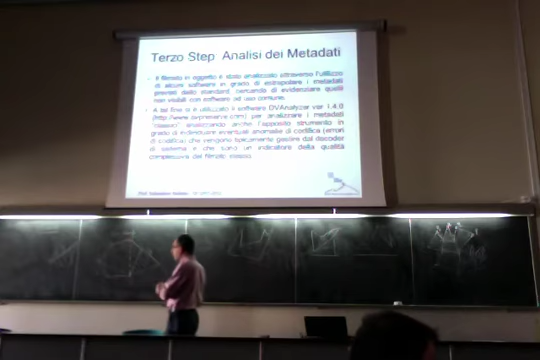 Terzo Step: Analisi dei Metadati
Il filmato in oggetto è stato analizzato attraverso l'utilizzo
di alcuni software in grado di estrapolare i metadati
previsti dallo standard, cercando di evidenziare quelli
non visibili con software ad uso comune.
A tal fine si è utilizzato il software DVAnalyzer ver 1.4.0
per analizzare i metadati
"classici" analizzando anche l'apposito strumento in
grado di individuare eventuali anomalie di codifica (errori
di codifica) che vengono tipicamente gestite dal decoder
di sistema e che sono un indicatore della qualità
complessiva del filmato stesso.